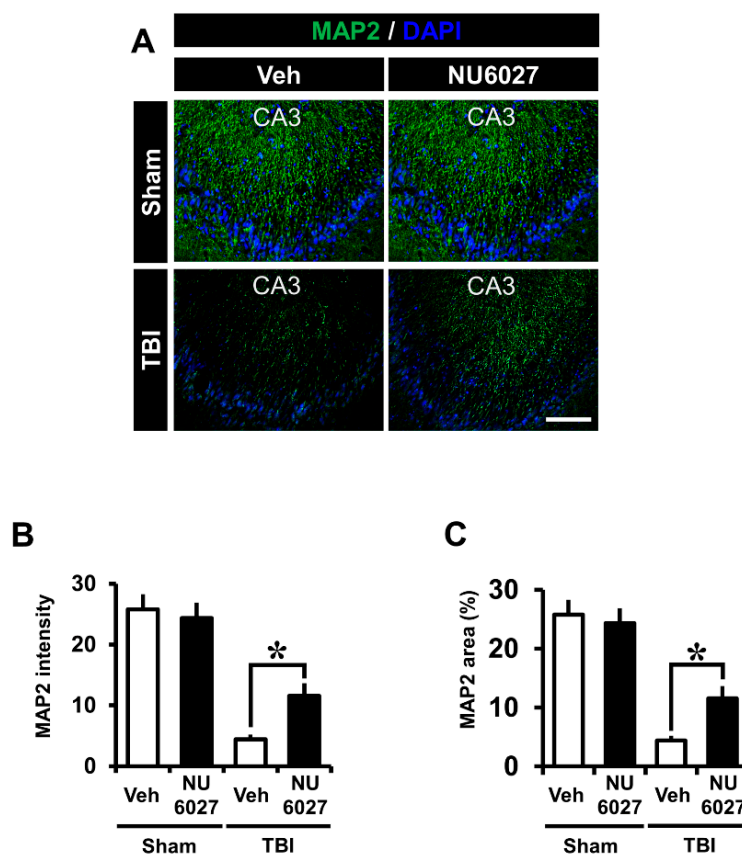 A
MAP2 / DAPI
Veh NU6027
Sham CA3 CA3
TBI CA3 CA3
B
MAP2 intensity
30
20
10
0
*
Veh NU 6027 Veh NU 6027
Sham TBI
C
MAP2 area (%)
30
20
10
0
*
Veh NU 6027 Veh NU 6027
Sham TBI